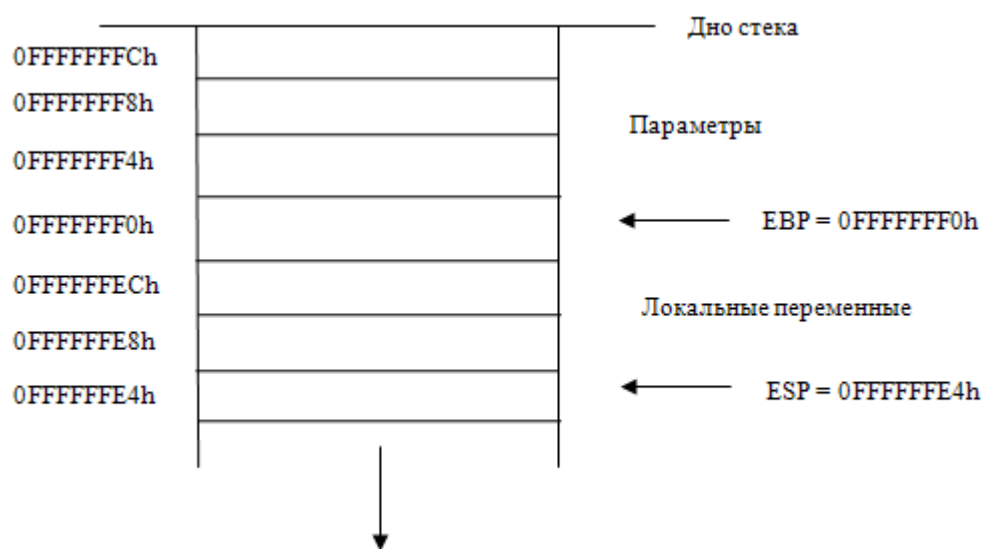 Дно стека
0FFFFFFFCh
0FFFFFFF8h
Параметры
0FFFFFFF4h
0FFFFFFF0h
EBP = 0FFFFFFF0h
0FFFFFFECh
Локальные переменные
0FFFFFFE8h
0FFFFFFE4h
ESP = 0FFFFFFE4h